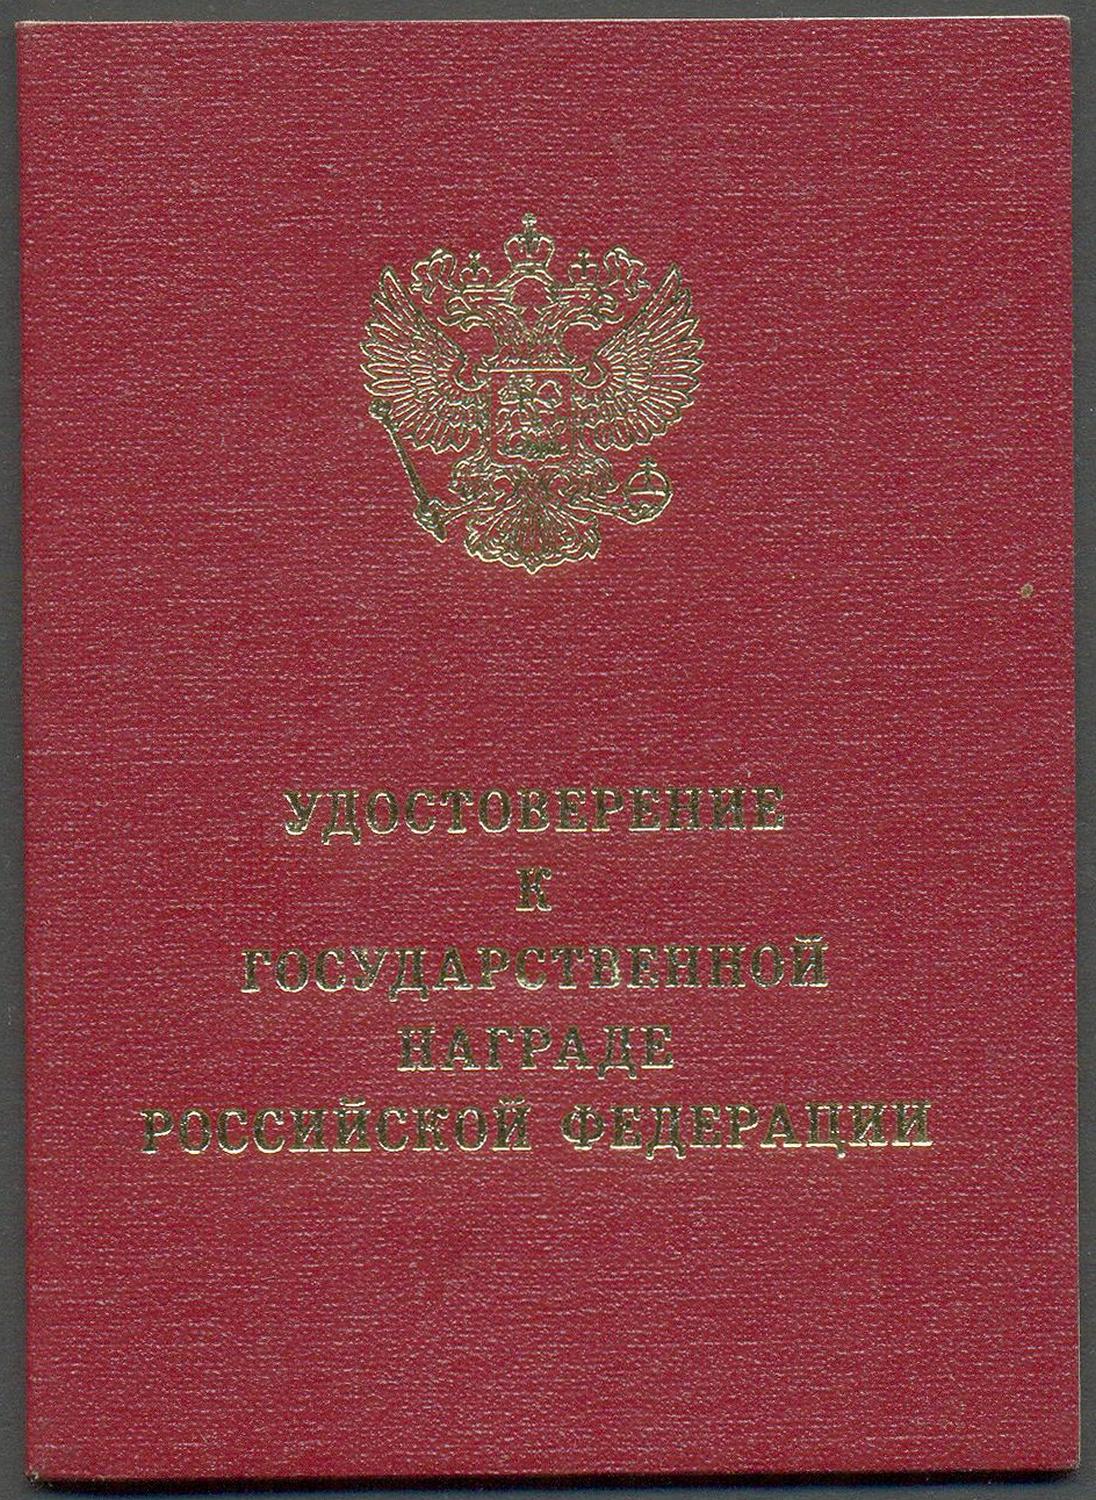 УДОСТОВЕРЕНИЕ
К
ГОСУДАРСТВЕННОЙ
НАГРАДЕ
РОССИЙСКОЙ ФЕДЕРАЦИИ